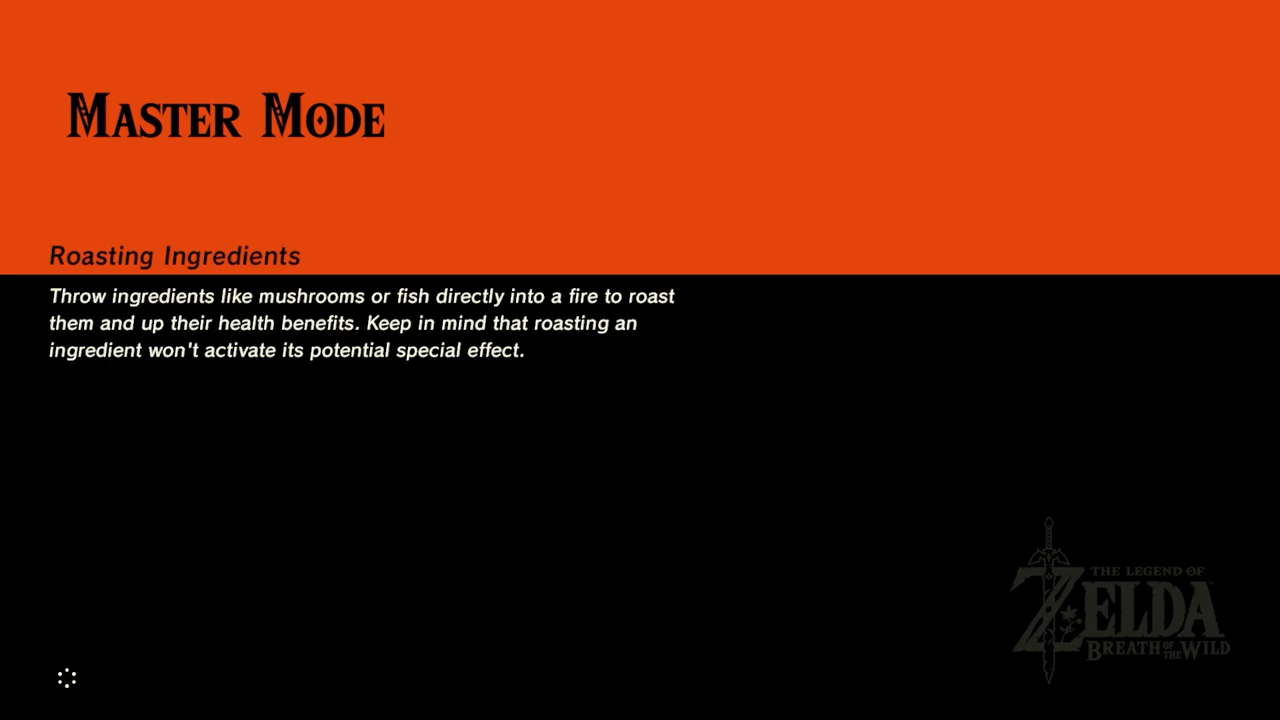 Master Mode
Roasting Ingredients
Throw ingredients like mushrooms or fish directly into a fire to roast
them and up their health benefits. Keep in mind that roasting an
ingredient won't activate its potential special effect.
THE LEGEND OF
ZELDA
BREATH OF THE WILD